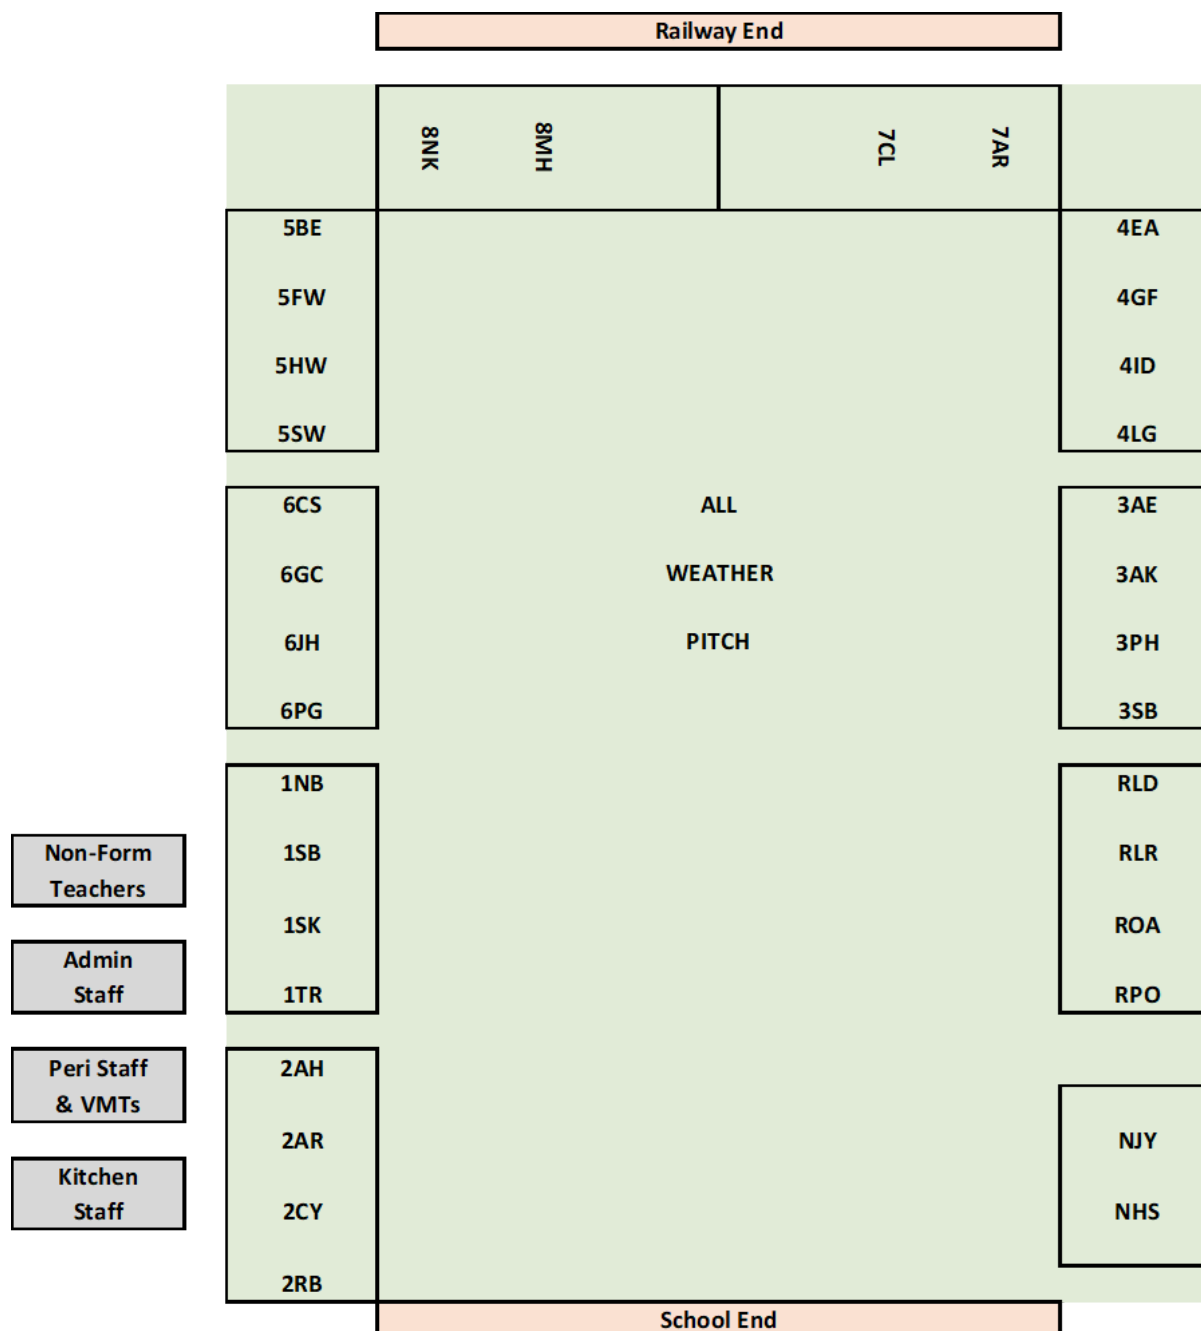 Railway End
8NK 8MH 7CL 7AR
5BE 4EA
5FW 4GF
5HW 4ID
5SW 4LG
6CS ALL 3AE
6GC WEATHER 3AK
6JH PITCH 3PH
6PG 3SB
1NB RLD
Non-Form 1SB RLR
Teachers
1SK ROA
Admin
Staff 1TR RPO
Peri Staff 2AH
& VMTs
2AR NJY
Kitchen
Staff 2CY NHS
2RB
School End